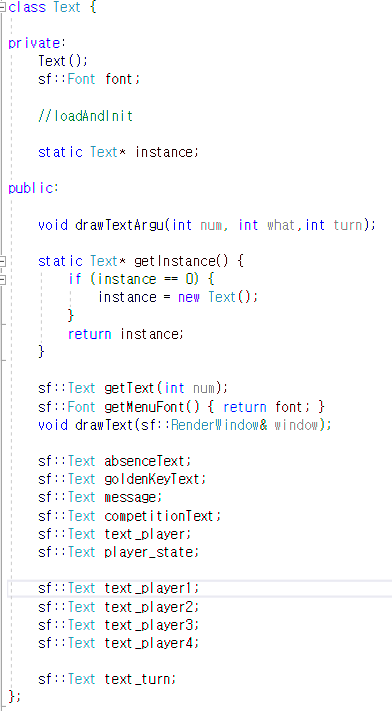 class Text {
private:
Text();
sf::Font font;
//loadAndInit
static Text* instance;
public:
void drawTextArgu(int num, int what,int turn);
static Text* getInstance() {
if (instance == 0) {
instance = new Text();
}
return instance;
}
sf::Text getText(int num);
sf::Font getMenuFont() { return font; }
void drawText(sf::RenderWindow& window);
sf::Text absenceText;
sf::Text goldenKeyText;
sf::Text message;
sf::Text competitionText;
sf::Text text_player;
sf::Text player_state;
sf::Text text_player1;
sf::Text text_player2;
sf::Text text_player3;
sf::Text text_player4;
sf::Text text_turn;
};